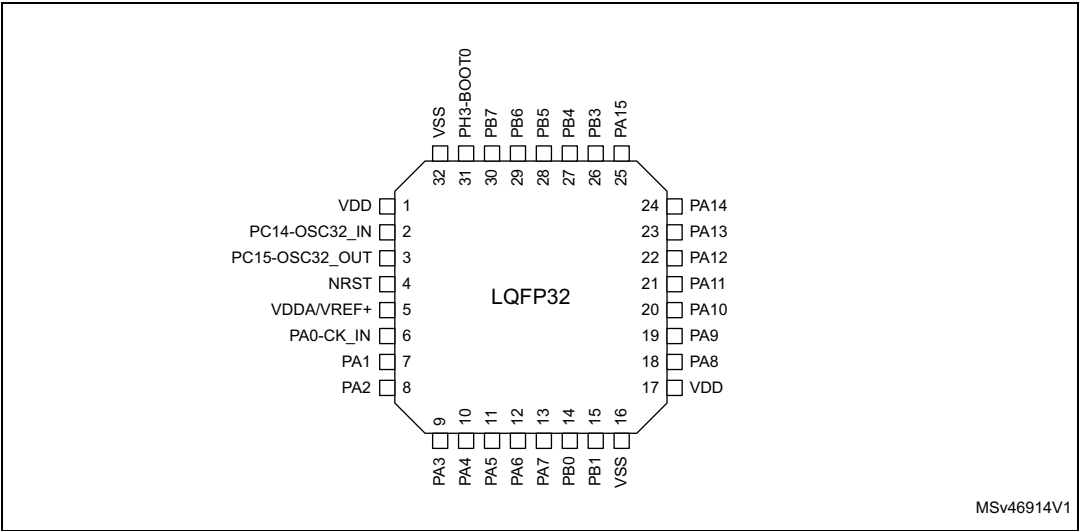 VSS
PH3-BOOT0
PB7
PB6
PB5
PB4
PB3
PA15
32
31
30
29
28
27
26
25
VDD 1
PC14-OSC32_IN 2
PC15-OSC32_OUT 3
NRST 4
VDDA/VREF+ 5
PA0-CK_IN 6
PA1 7
PA2 8
LQFP32
24 PA14
23 PA13
22 PA12
21 PA11
20 PA10
19 PA9
18 PA8
17 VDD
9
10
11
12
13
14
15
16
PA3
PA4
PA5
PA6
PA7
PB0
PB1
VSS
MSv46914V1